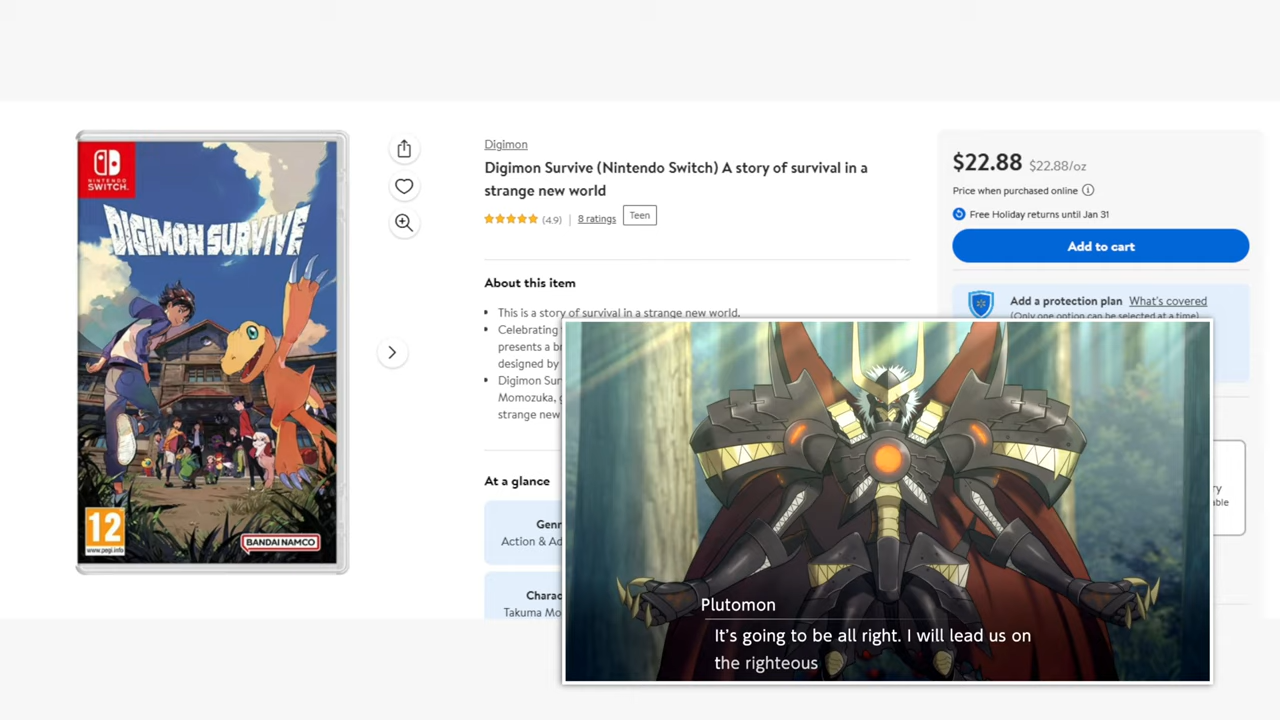 NINTENDO
SWITCH.
DIGIMON SURVIVE
12
www.pegi.info
BANDAI NAMCO
Digimon
Digimon Survive (Nintendo Switch) A story of survival in a
strange new world
(4.9) | 8 ratings Teen
About this item
This is a story of survival in a strange new world.
Celebrating
presents a b
designed by
Digimon Sur
Momozuka, g
strange new
At a glance
Genr
Action & Ad
Charac
Takuma Mo
$22.88 $22.88/oz
Price when purchased online
Free Holiday returns until Jan 31
Add to cart
Add a protection plan What's covered
(Only one option can be selected at a time)
ry
able
Plutomon
It's going to be all right. I will lead us on
the righteous